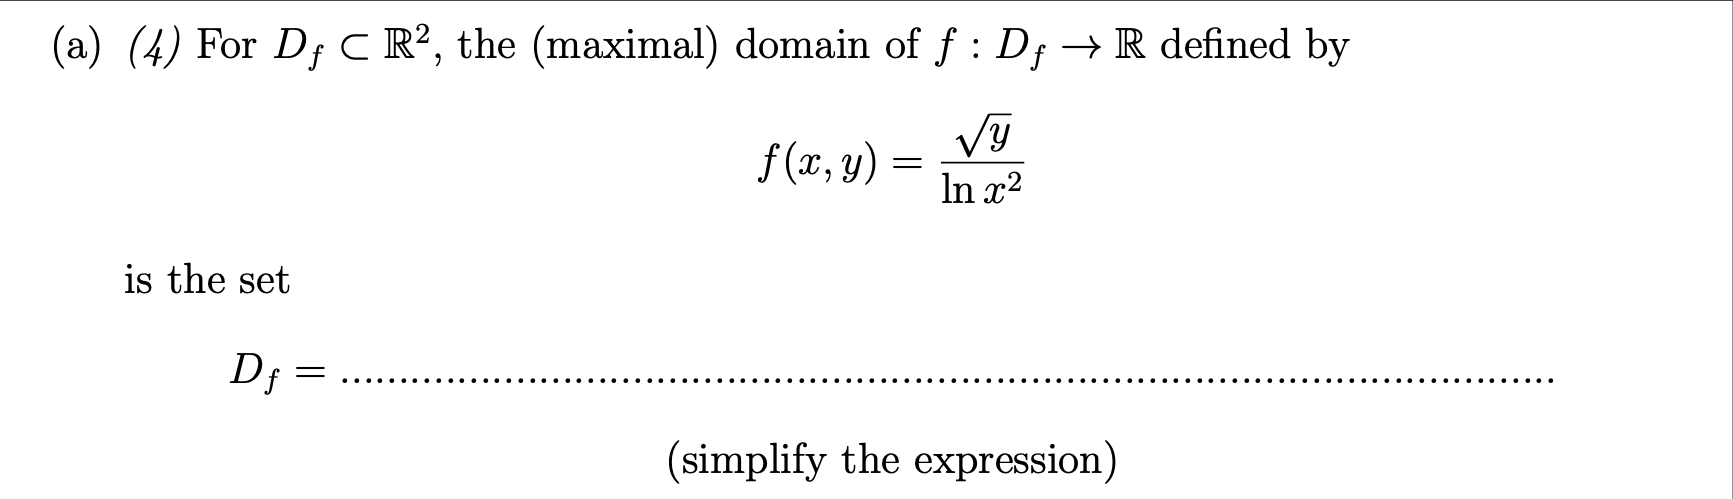 (a) (4) For D_f ⊂ ℝ², the (maximal) domain of f : D_f → ℝ defined by
f(x, y) = √y / ln x²
is the set
D_f = ..........................................................................................
(simplify the expression)